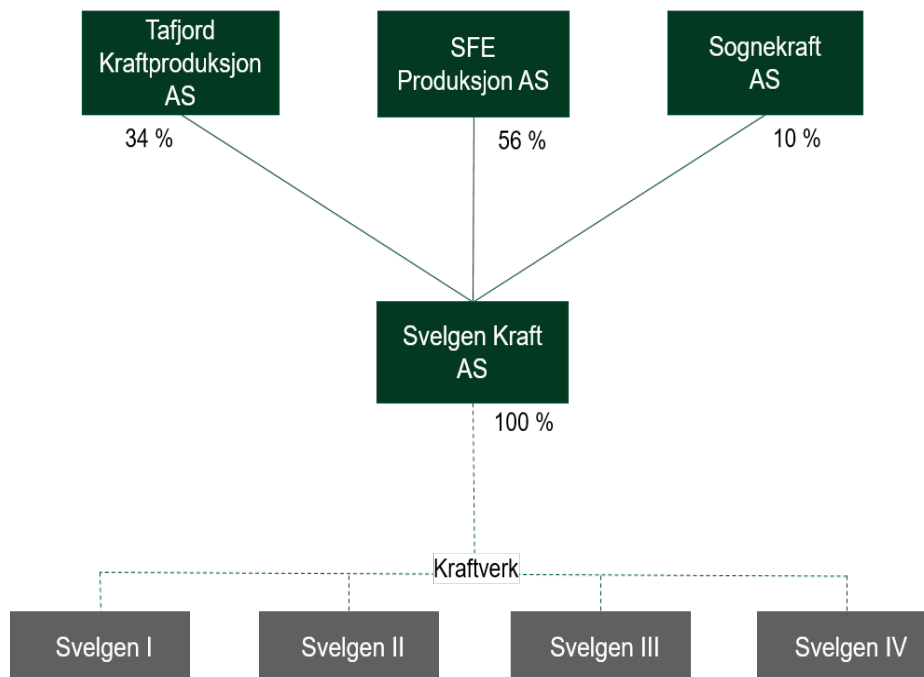 Tafjord
Kraftproduksjon
AS
SFE
Produksjon AS
Sognekraft
AS
34 %
56 %
10 %
Svelgen Kraft
AS
100 %
Kraftverk
Svelgen I
Svelgen II
Svelgen III
Svelgen IV